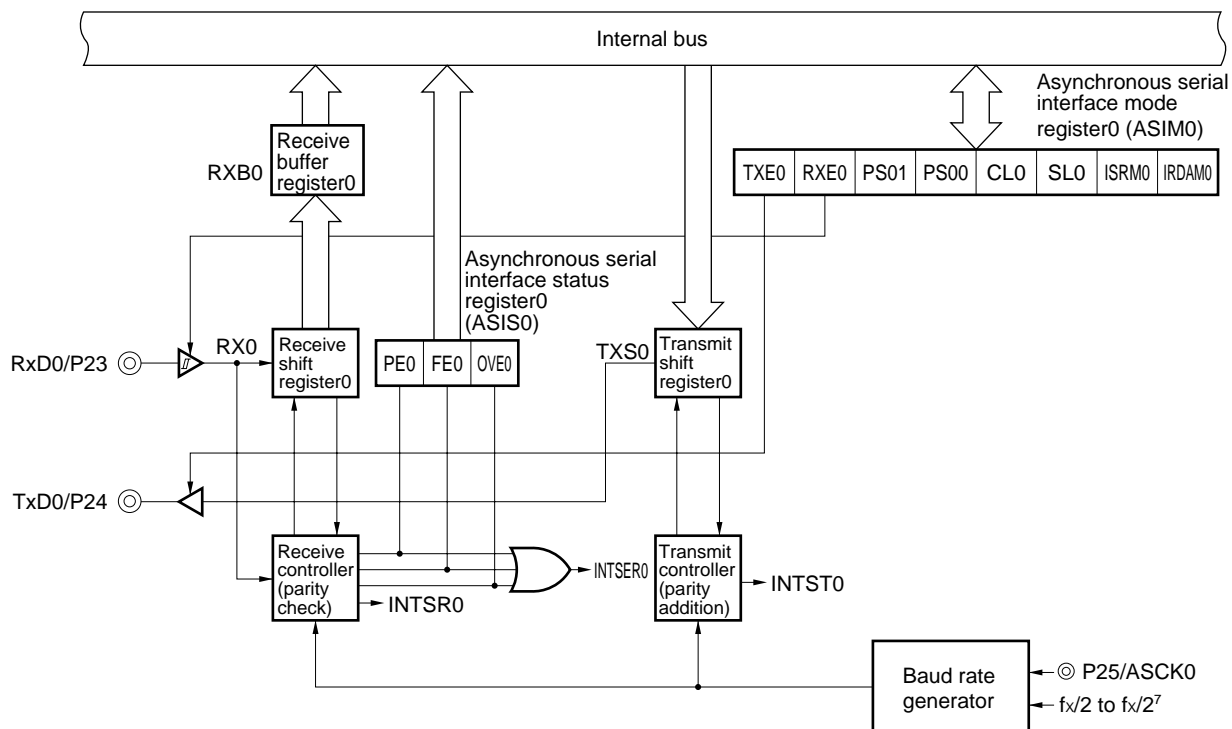 Internal bus
Asynchronous serial
interface mode
register0 (ASIM0)
Receive
buffer
register0
RXB0
TXE0 RXE0 PS01 PS00 CL0 SL0 ISRM0 IRDAM0
Asynchronous serial
interface status
register0
(ASIS0)
RxD0/P23
RX0
Receive
shift
register0
PE0 FE0 OVE0
TXS0
Transmit
shift
register0
TxD0/P24
Receive
controller
(parity
check)
INTSER0
INTSR0
Transmit
controller
(parity
addition)
INTST0
Baud rate
generator
P25/ASCK0
fx/2 to fx/2⁷